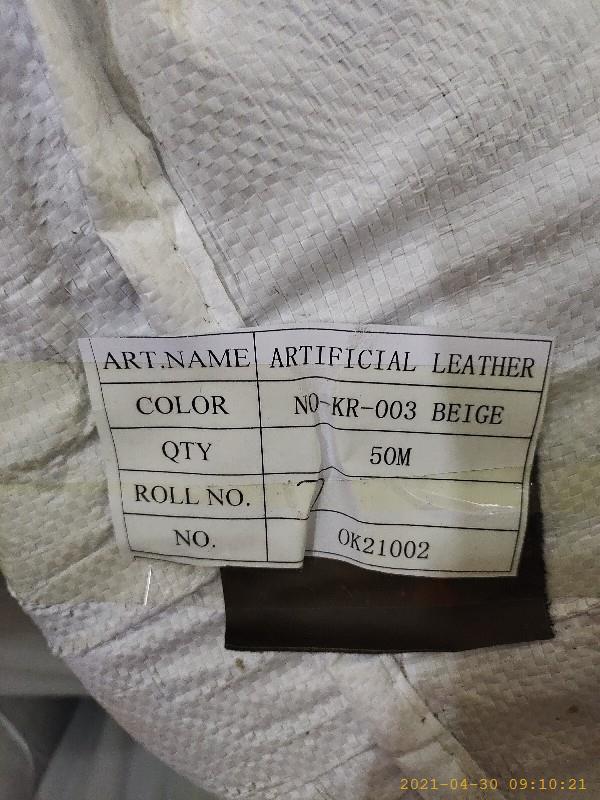 ART.NAME ARTIFICIAL LEATHER
COLOR NO-KR-003 BEIGE
QTY 50M
ROLL NO.
NO. OK21002
2021-04-30 09:10:21